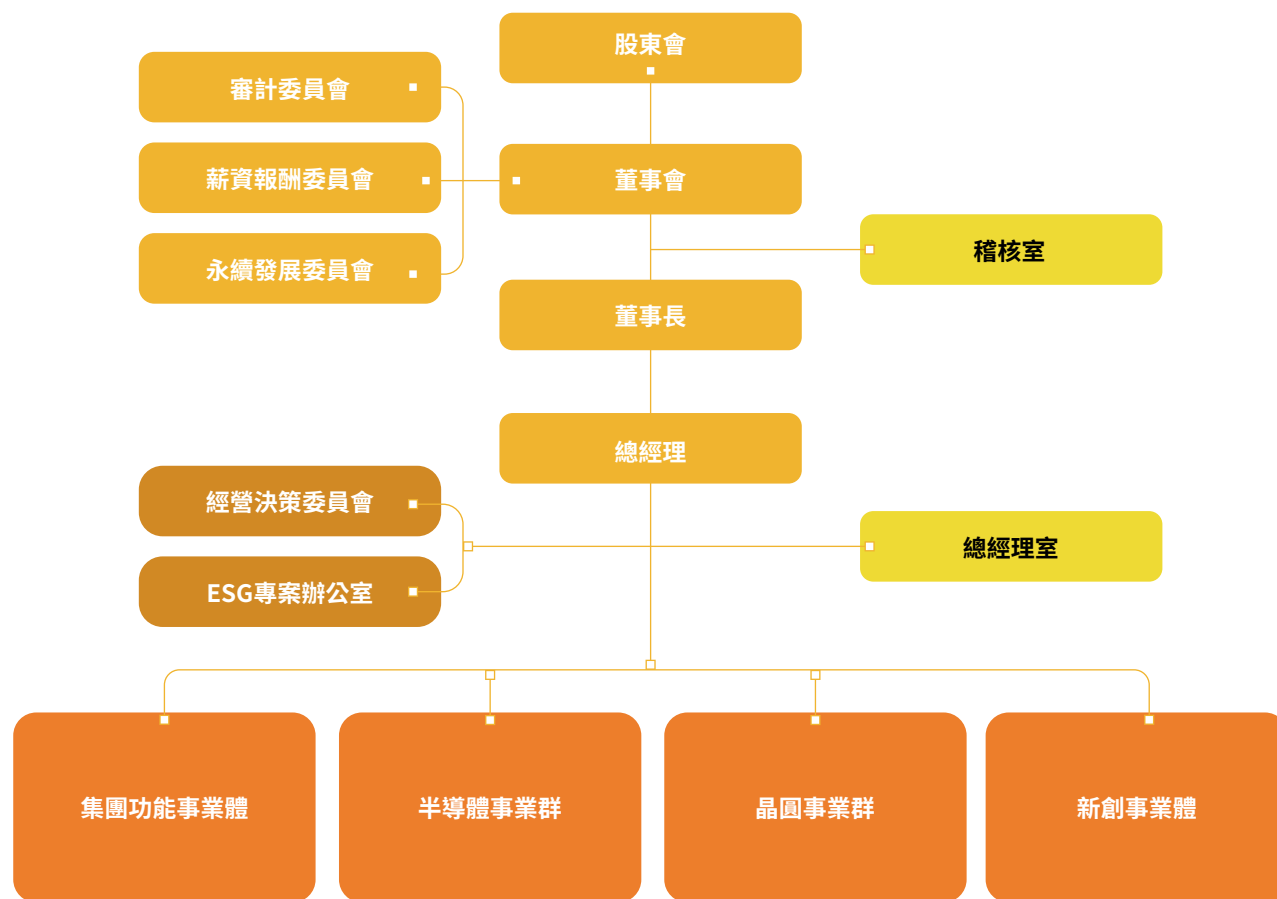 股東會
審計委員會
薪資報酬委員會
董事會
永續發展委員會
稽核室
董事長
總經理
經營決策委員會
ESG專案辦公室
總經理室
集團功能事業體
半導體事業群
晶圓事業群
新創事業體